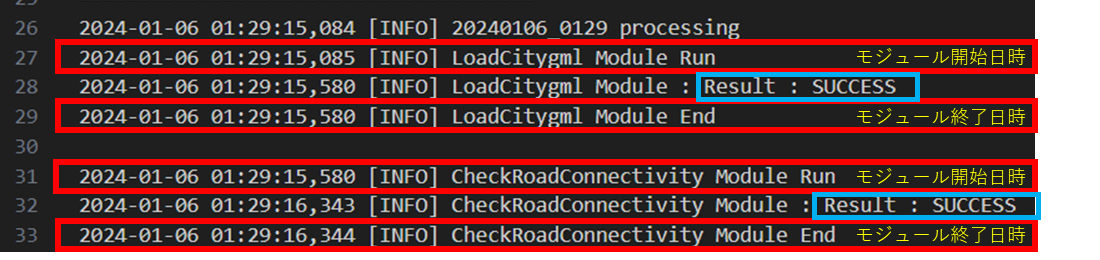 26 2024-01-06 01:29:15,084 [INFO] 20240106_0129 processing
27 2024-01-06 01:29:15,085 [INFO] LoadCitygml Module Run モジュール開始日時
28 2024-01-06 01:29:15,580 [INFO] LoadCitygml Module : Result : SUCCESS
29 2024-01-06 01:29:15,580 [INFO] LoadCitygml Module End モジュール終了日時
30
31 2024-01-06 01:29:15,580 [INFO] CheckRoadConnectivity Module Run モジュール開始日時
32 2024-01-06 01:29:16,343 [INFO] CheckRoadConnectivity Module : Result : SUCCESS
33 2024-01-06 01:29:16,344 [INFO] CheckRoadConnectivity Module End モジュール終了日時